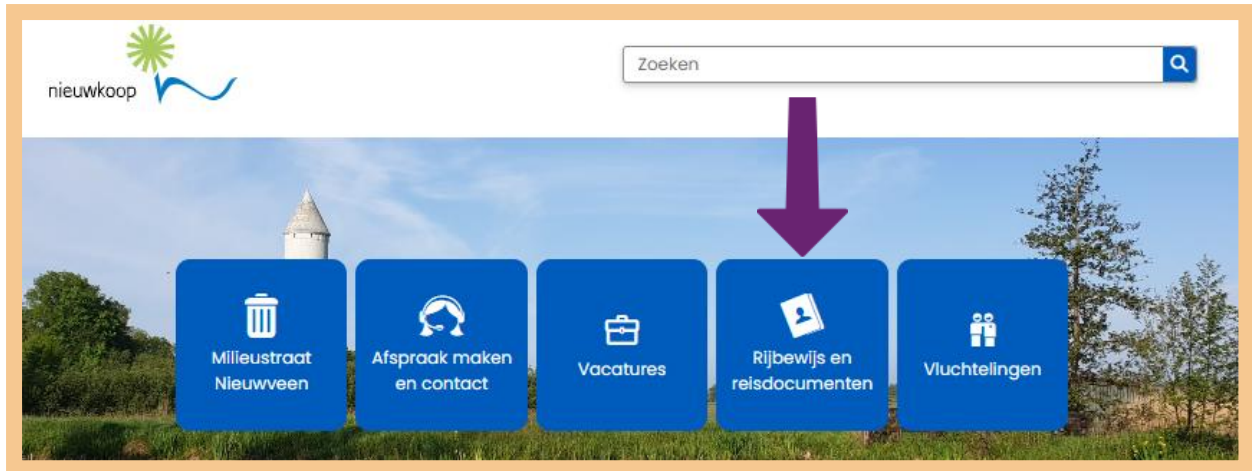 nieuwkoop
Zoeken
Milieustraat
Nieuwveen
Afspraak maken
en contact
Vacatures
Rijbewijs en
reisdocumenten
Vluchtelingen